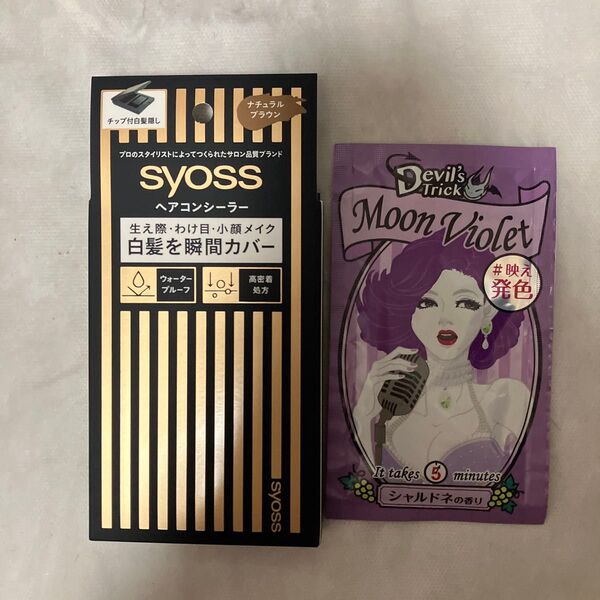 チップ付白髪隠し
ナチュラル
ブラウン
プロのスタイリストによってつくられたサロン品質ブランド
syoss
ヘアコンシーラー
生え際・わけ目・小顔メイク
白髪を瞬間カバー
ウォーター
プルーフ
高密着
処方
syoss
Devil's
Trick
Moon Violet
#映え
発色
It takes 5 minutes
シャルドネの香り